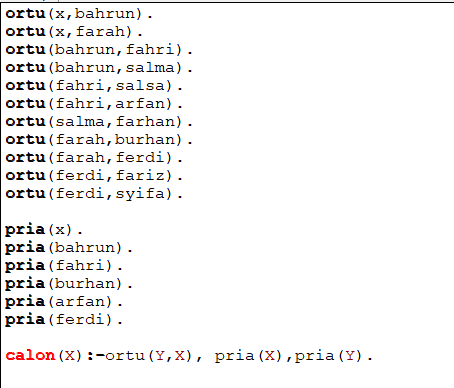 ortu(x,bahrun).
ortu(x,farah).
ortu(bahrun,fahri).
ortu(bahrun,salma).
ortu(fahri,salsa).
ortu(fahri,arfan).
ortu(salma,farhan).
ortu(farah,burhan).
ortu(farah,ferdi).
ortu(ferdi,fariz).
ortu(ferdi,syifa).
pria(x).
pria(bahrun).
pria(fahri).
pria(burhan).
pria(arfan).
pria(ferdi).
calon(X):-ortu(Y,X), pria(X),pria(Y).